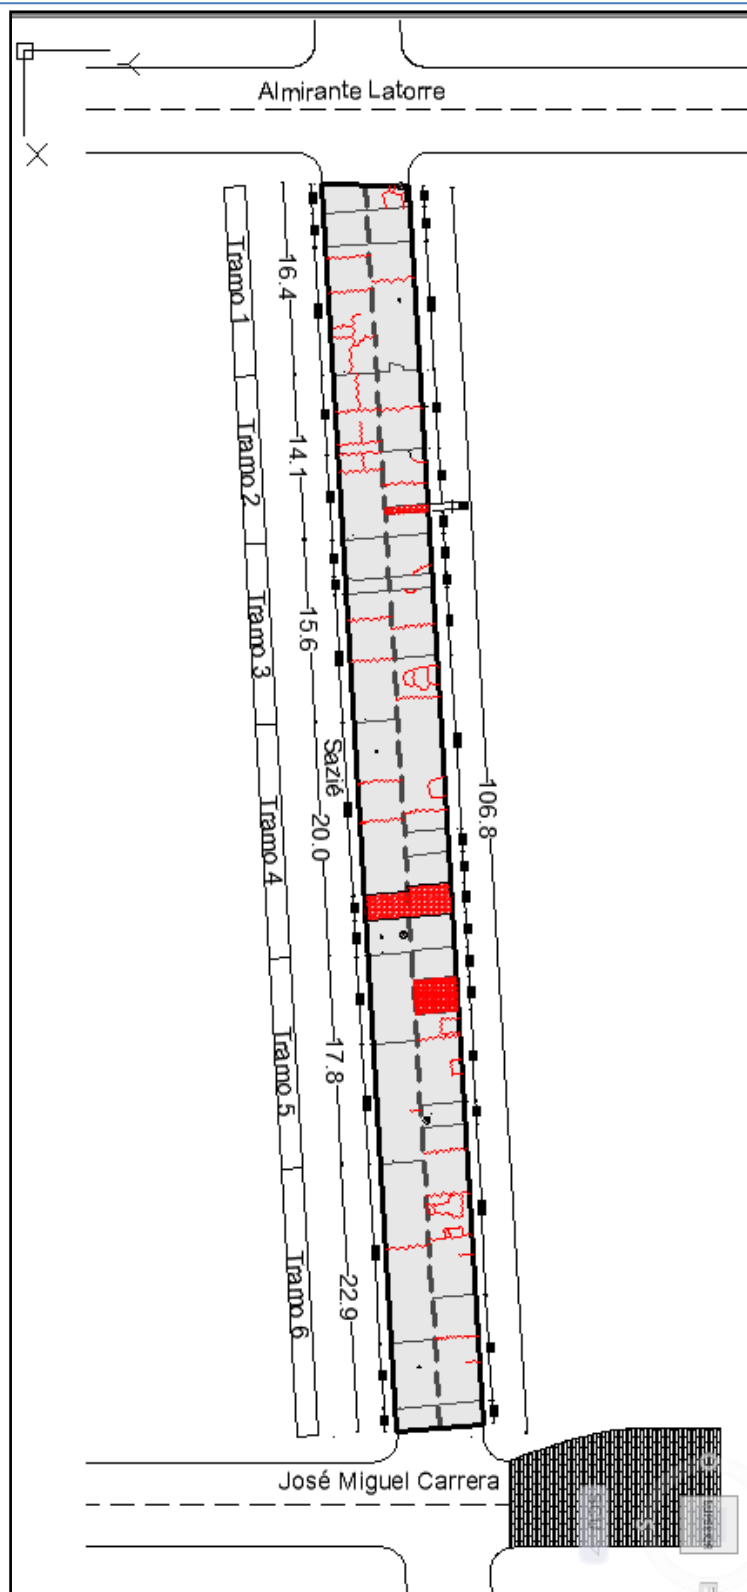 Almirante Latorre
Tramo 1
16.4
Tramo 2
14.1
Tramo 3
15.6
Sazié
106.8
Tramo 4
20.0
Tramo 5
17.8
Tramo 6
22.9
José Miguel Carrera
S
O